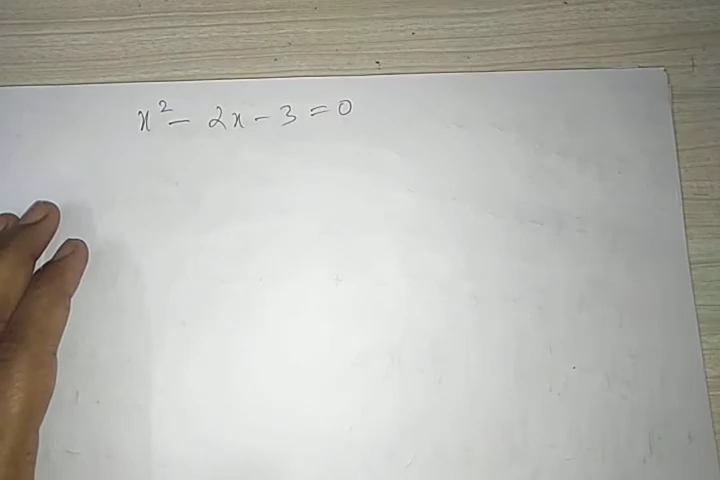 x² - 2x - 3 = 0